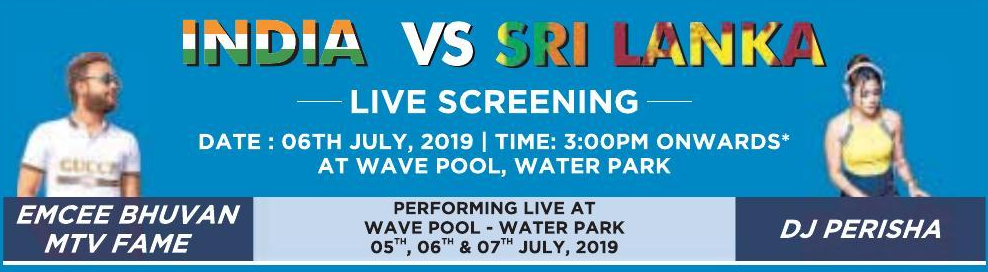 INDIA VS SRI LANKA
LIVE SCREENING
DATE : 06TH JULY, 2019 | TIME: 3:00PM ONWARDS*
AT WAVE POOL, WATER PARK
GUCCI
EMCEE BHUVAN
MTV FAME
PERFORMING LIVE AT
WAVE POOL - WATER PARK
05TH, 06TH & 07TH JULY, 2019
DJ PERISHA